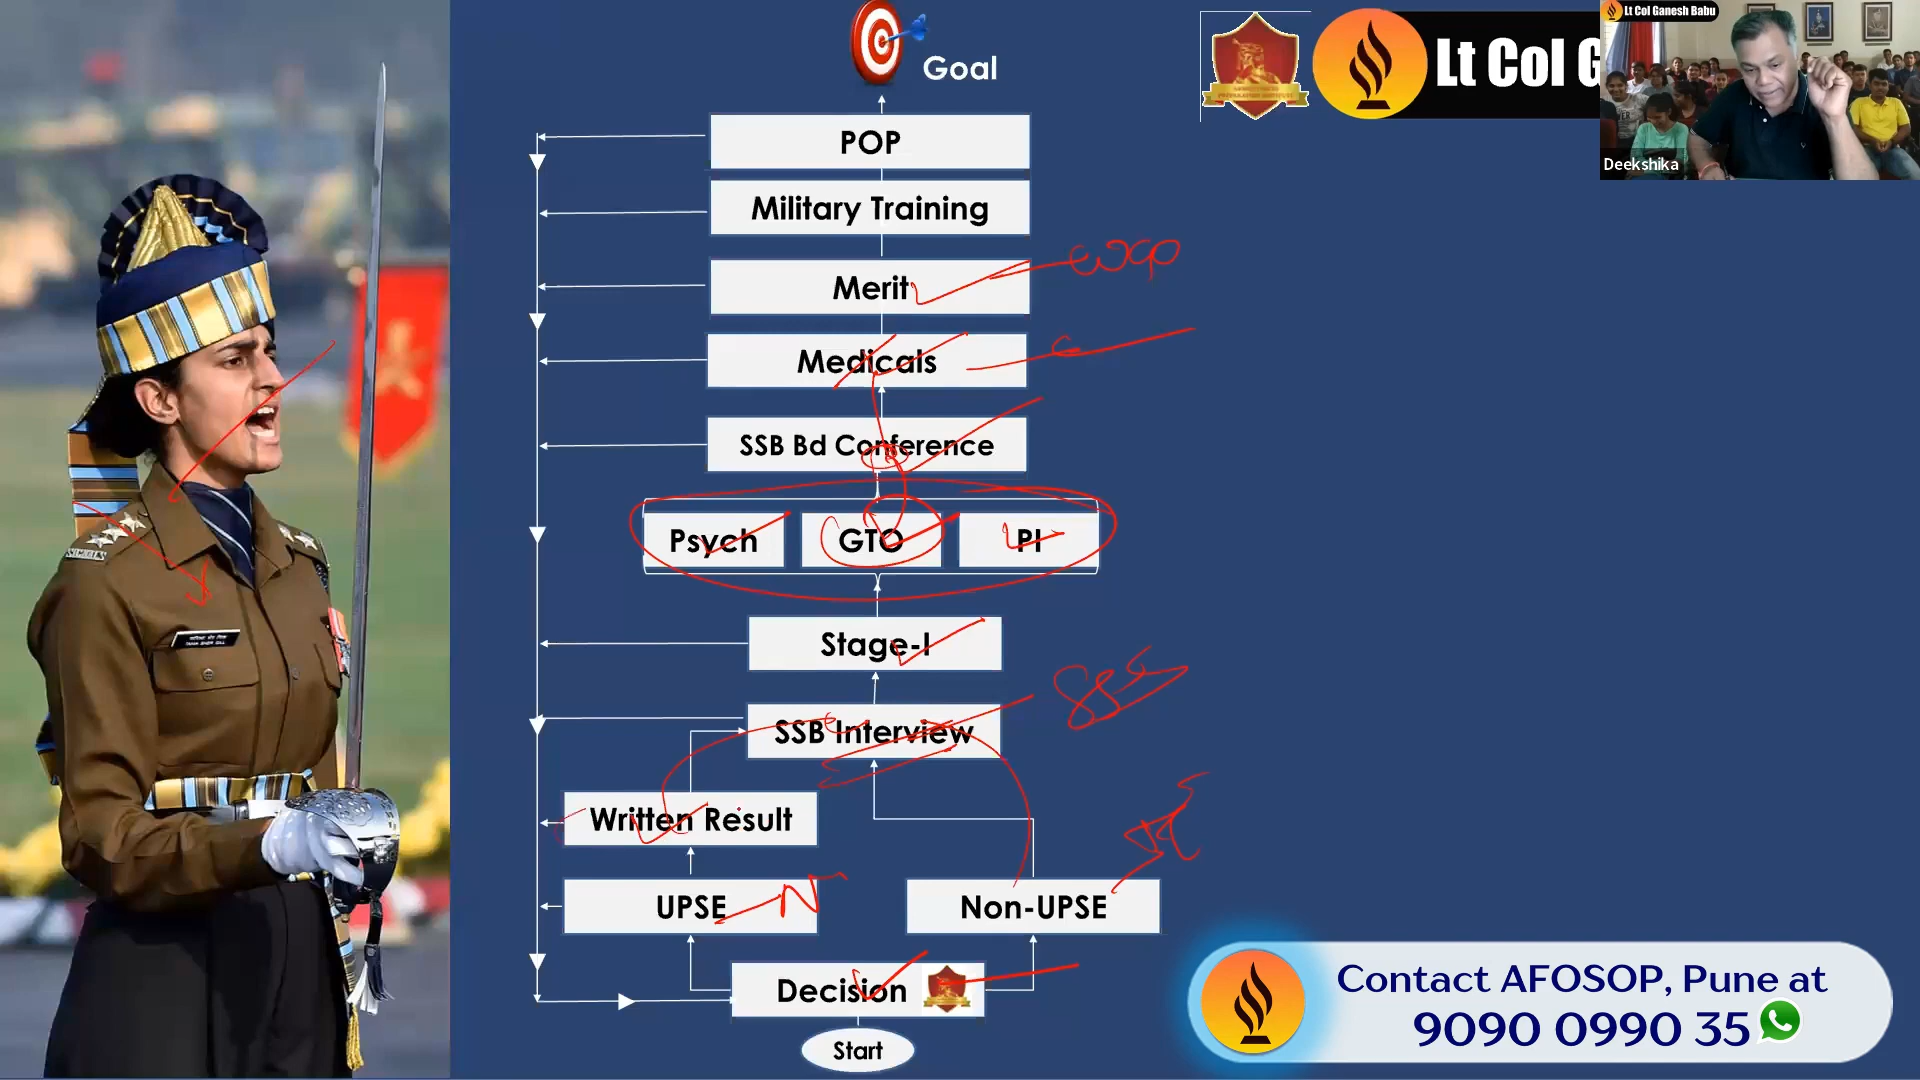 Goal
Lt Col G
Lt Col Ganesh Babu
Deekshika
POP
Military Training
Merit
Medicals
SSB Bd Conference
Psych
GTO
PI
Stage-I
SSB Interview
Written Result
UPSE
N
Non-UPSE
Decision
Start
Contact AFOSOP, Pune at
9090 0990 35